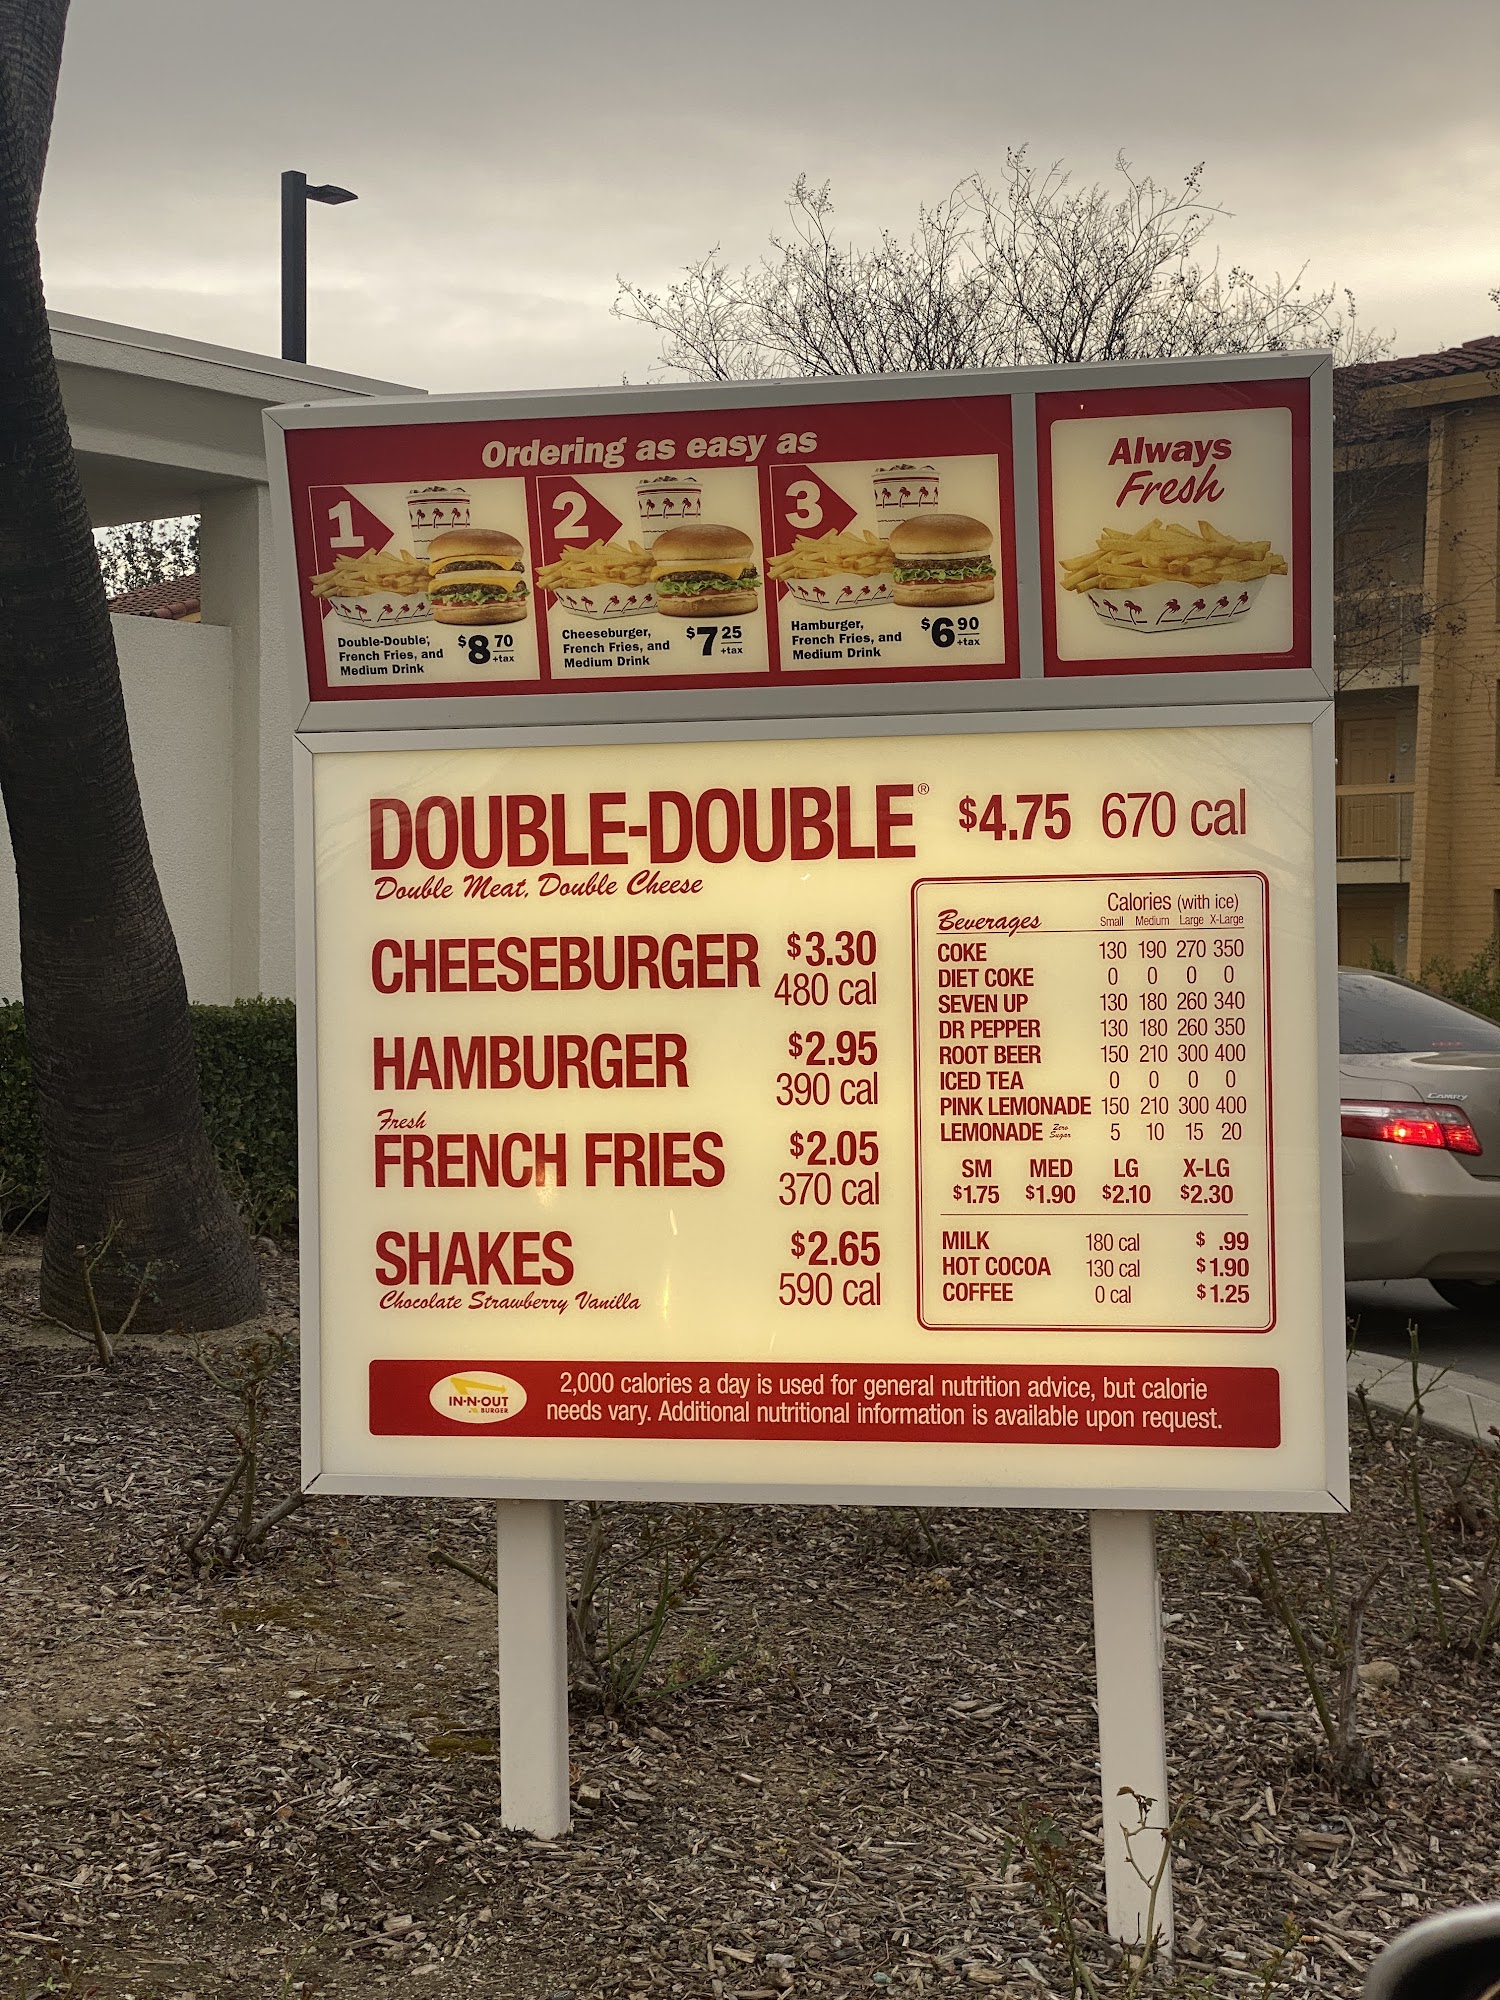 Ordering as easy as
1
Double-Double,
French Fries, and
Medium Drink
$8 70
+tax
2
Cheeseburger,
French Fries, and
Medium Drink
$7 25
+tax
3
Hamburger,
French Fries, and
Medium Drink
$6 90
+tax
Always
Fresh
DOUBLE-DOUBLE® $4.75 670 cal
Double Meat, Double Cheese
CHEESEBURGER $3.30
480 cal
HAMBURGER $2.95
390 cal
Fresh
FRENCH FRIES $2.05
370 cal
SHAKES $2.65
Chocolate Strawberry Vanilla 590 cal
Calories (with ice)
Beverages Small Medium Large X-Large
COKE 130 190 270 350
DIET COKE 0 0 0 0
SEVEN UP 130 180 260 340
DR PEPPER 130 180 260 350
ROOT BEER 150 210 300 400
ICED TEA 0 0 0 0
PINK LEMONADE 150 210 300 400
LEMONADE Zero Sugar 5 10 15 20
SM MED LG X-LG
$1.75 $1.90 $2.10 $2.30
MILK 180 cal $ .99
HOT COCOA 130 cal $1.90
COFFEE 0 cal $1.25
IN-N-OUT
BURGER
2,000 calories a day is used for general nutrition advice, but calorie
needs vary. Additional nutritional information is available upon request.
CAMRY